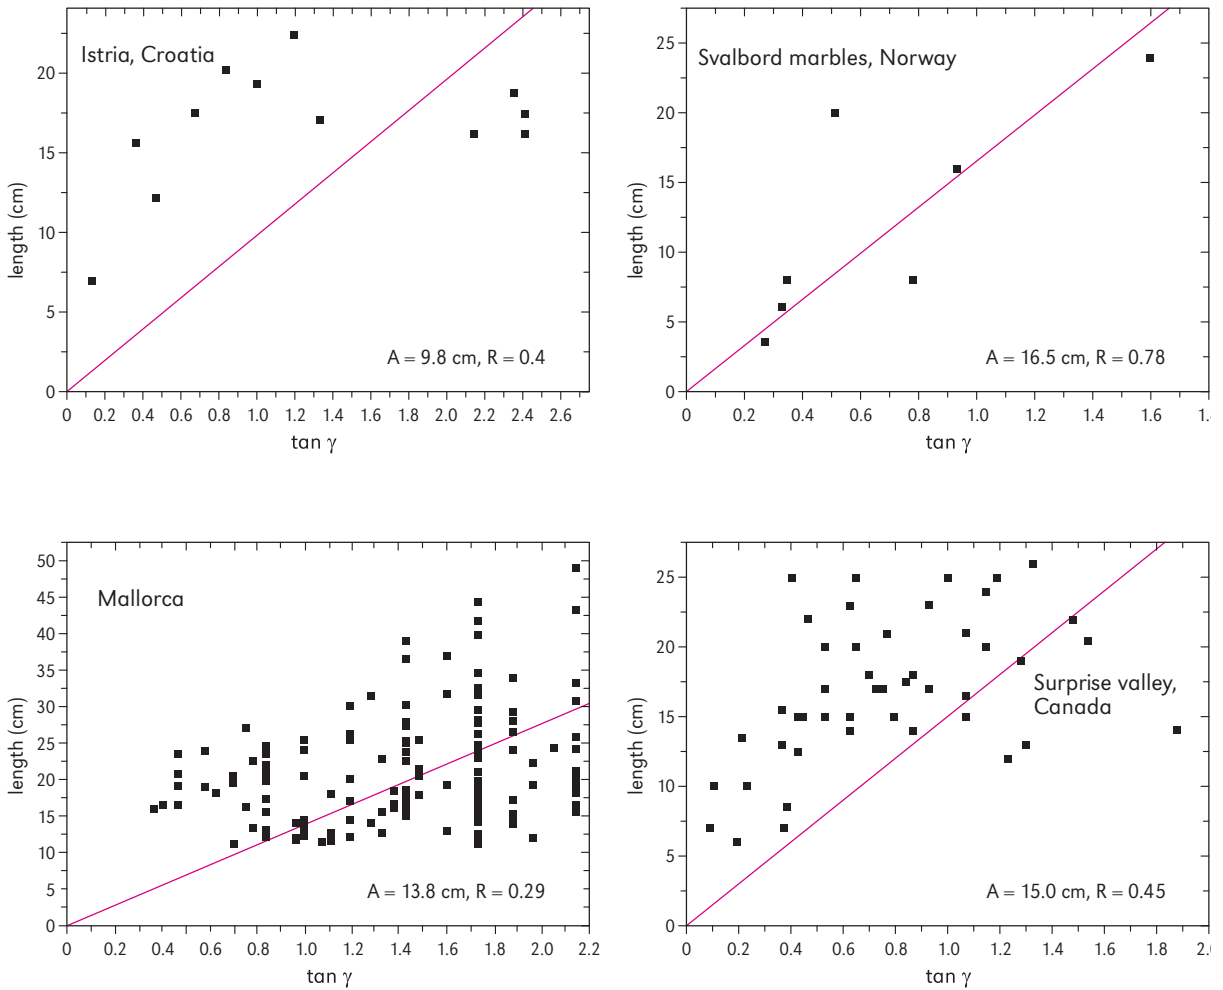 Istria, Croatia
length (cm)
20
15
10
5
0
A = 9.8 cm, R = 0.4
0 0.2 0.4 0.6 0.8 1.0 1.2 1.4 1.6 1.8 2.0 2.2 2.4 2.6
tan γ
Svalbord marbles, Norway
length (cm)
25
20
15
10
5
0
A = 16.5 cm, R = 0.78
0 0.2 0.4 0.6 0.8 1.0 1.2 1.4 1.6
tan γ
Mallorca
length (cm)
50
45
40
35
30
25
20
15
10
5
0
A = 13.8 cm, R = 0.29
0 0.2 0.4 0.6 0.8 1.0 1.2 1.4 1.6 1.8 2.0 2.2
tan γ
Surprise valley,
Canada
length (cm)
25
20
15
10
5
0
A = 15.0 cm, R = 0.45
0 0.2 0.4 0.6 0.8 1.0 1.2 1.4 1.6 1.8
tan γ